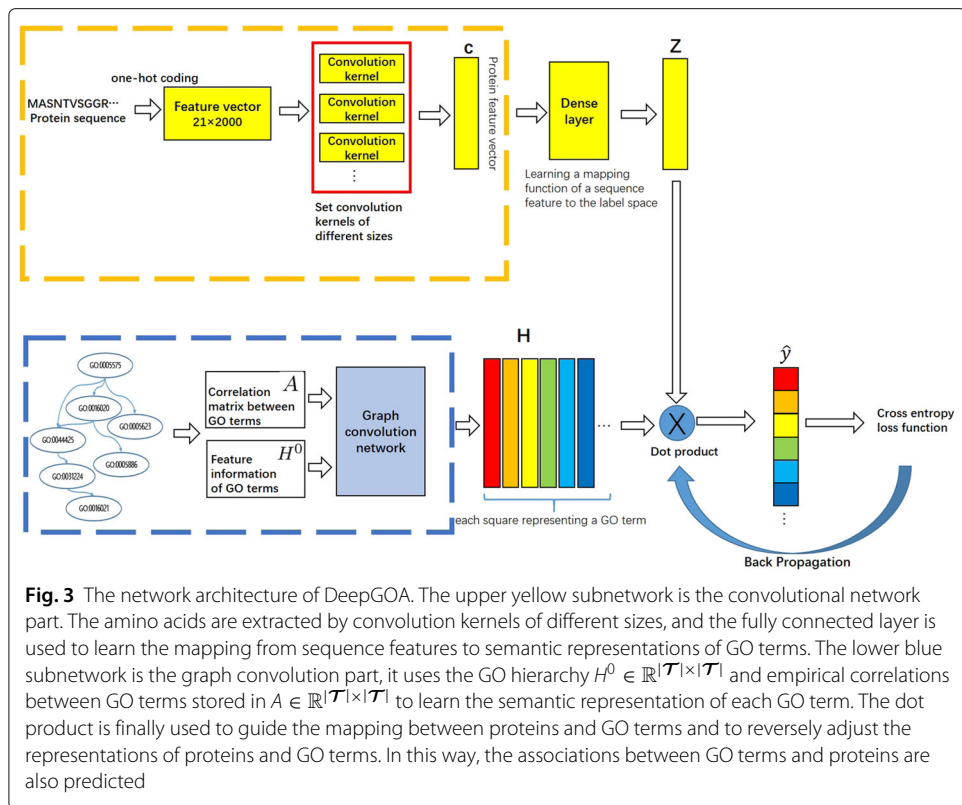 one-hot coding
MASNTVSGGR···
Protein sequence
Feature vector
21×2000
Convolution
kernel
Convolution
kernel
Convolution
kernel
⋮
Set convolution
kernels of
different sizes
c
Protein feature vector
Dense
layer
Learning a mapping
function of a sequence
feature to the label space
Z
GO:0005575
GO:0016020
GO:0005623
GO:0044425
GO:0005886
GO:0031224
GO:0016021
Correlation
matrix between
GO terms
A
Feature
information
of GO terms
H⁰
Graph
convolution
network
H
···
each square representing a GO term
X
Dot product
ŷ
⋮
Cross entropy
loss function
Back Propagation
Fig. 3 The network architecture of DeepGOA. The upper yellow subnetwork is the convolutional network
part. The amino acids are extracted by convolution kernels of different sizes, and the fully connected layer is
used to learn the mapping from sequence features to semantic representations of GO terms. The lower blue
subnetwork is the graph convolution part, it uses the GO hierarchy H⁰ ∈ ℝ^|𝓣|×|𝓣| and empirical correlations
between GO terms stored in A ∈ ℝ^|𝓣|×|𝓣| to learn the semantic representation of each GO term. The dot
product is finally used to guide the mapping between proteins and GO terms and to reversely adjust the
representations of proteins and GO terms. In this way, the associations between GO terms and proteins are
also predicted